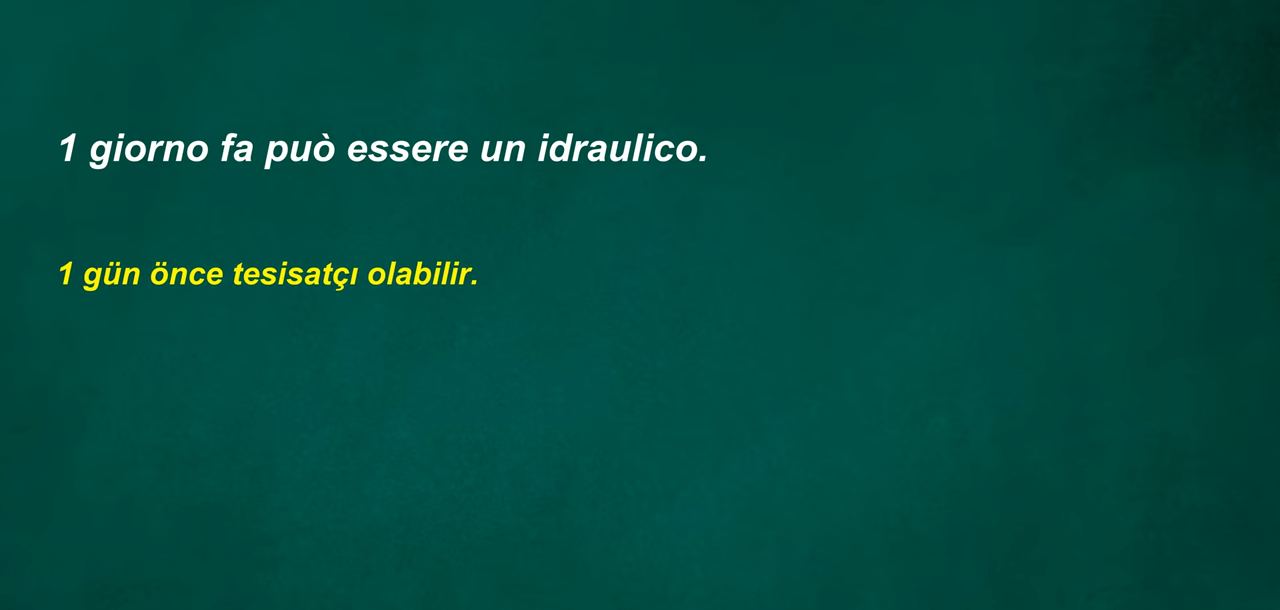 1 giorno fa può essere un idraulico.
1 gün önce tesisatçı olabilir.